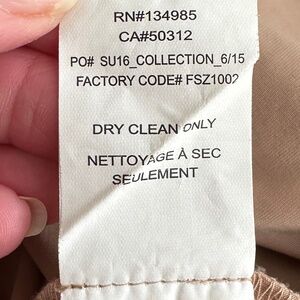 RN#134985
CA#50312
PO# SU16_COLLECTION_6/15
FACTORY CODE# FSZ1002
DRY CLEAN ONLY
NETTOYAGE À SEC
SEULEMENT